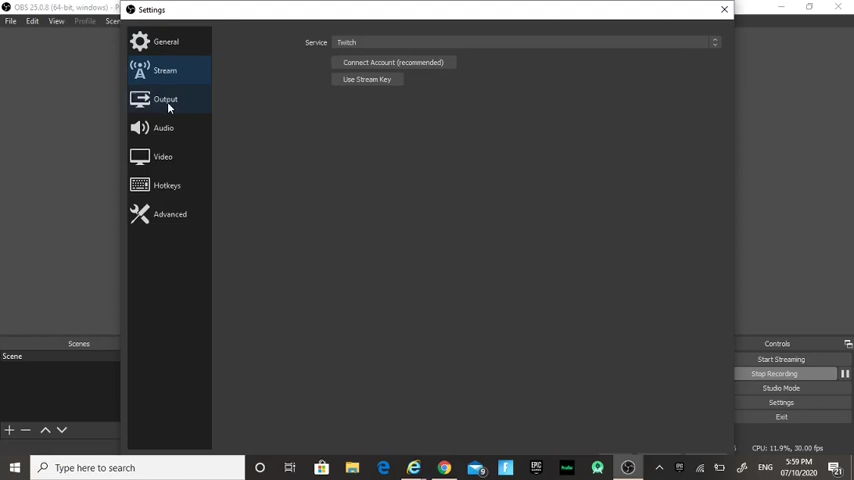 OBS 25.0.8 (64-bit, windows) - P
Settings
File Edit View Profile Scen
General
Stream
Output
Audio
Video
Hotkeys
Advanced
Service Twitch
Connect Account (recommended)
Use Stream Key
Scenes
Scene
Controls
Start Streaming
Stop Recording
Studio Mode
Settings
Exit
CPU: 11.9%, 30.00 fps
Type here to search
9
EPIC
hulu
ENG
5:59 PM
07/10/2020
21